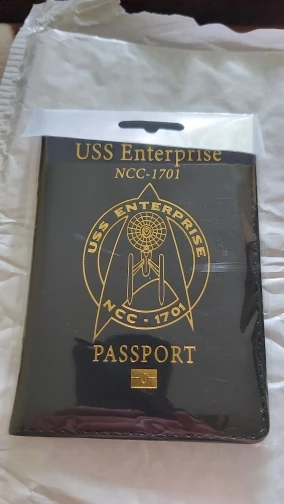 USS Enterprise
NCC-1701
USS ENTERPRISE
NCC - 1701
PASSPORT